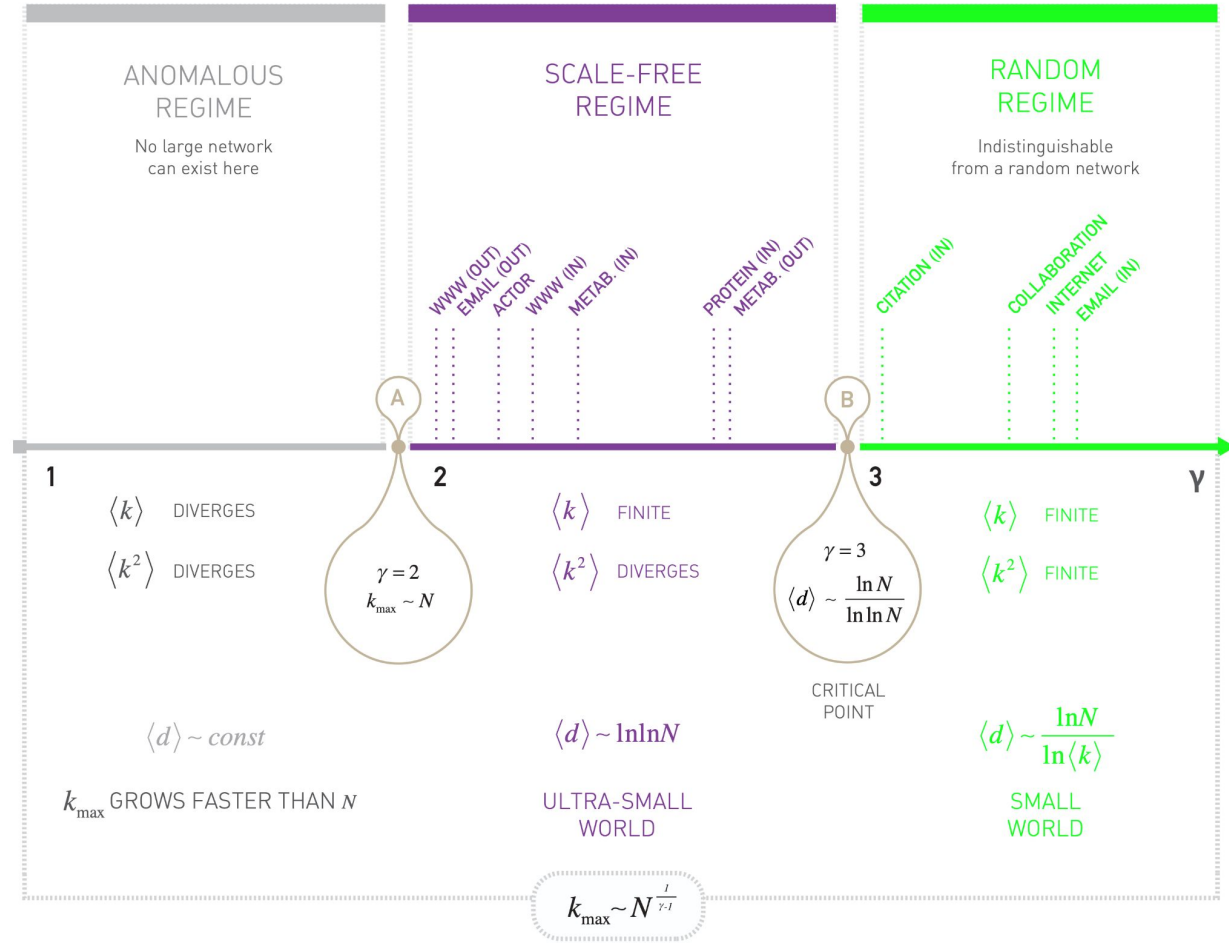 ANOMALOUS
REGIME
No large network
can exist here
SCALE-FREE
REGIME
RANDOM
REGIME
Indistinguishable
from a random network
WWW (OUT)
EMAIL (OUT)
ACTOR
WWW (IN)
METAB. (IN)
PROTEIN (IN)
METAB. (OUT)
CITATION (IN)
COLLABORATION
INTERNET
EMAIL (IN)
A
B
1
2
3
γ
⟨k⟩ DIVERGES
⟨k²⟩ DIVERGES
γ = 2
k_max ~ N
⟨k⟩ FINITE
⟨k²⟩ DIVERGES
γ = 3
⟨d⟩ ~ ln N / ln ln N
CRITICAL
POINT
⟨k⟩ FINITE
⟨k²⟩ FINITE
⟨d⟩ ~ const
k_max GROWS FASTER THAN N
⟨d⟩ ~ lnlnN
ULTRA-SMALL
WORLD
⟨d⟩ ~ lnN / ln⟨k⟩
SMALL
WORLD
k_max ~ N^(1/(γ-1))